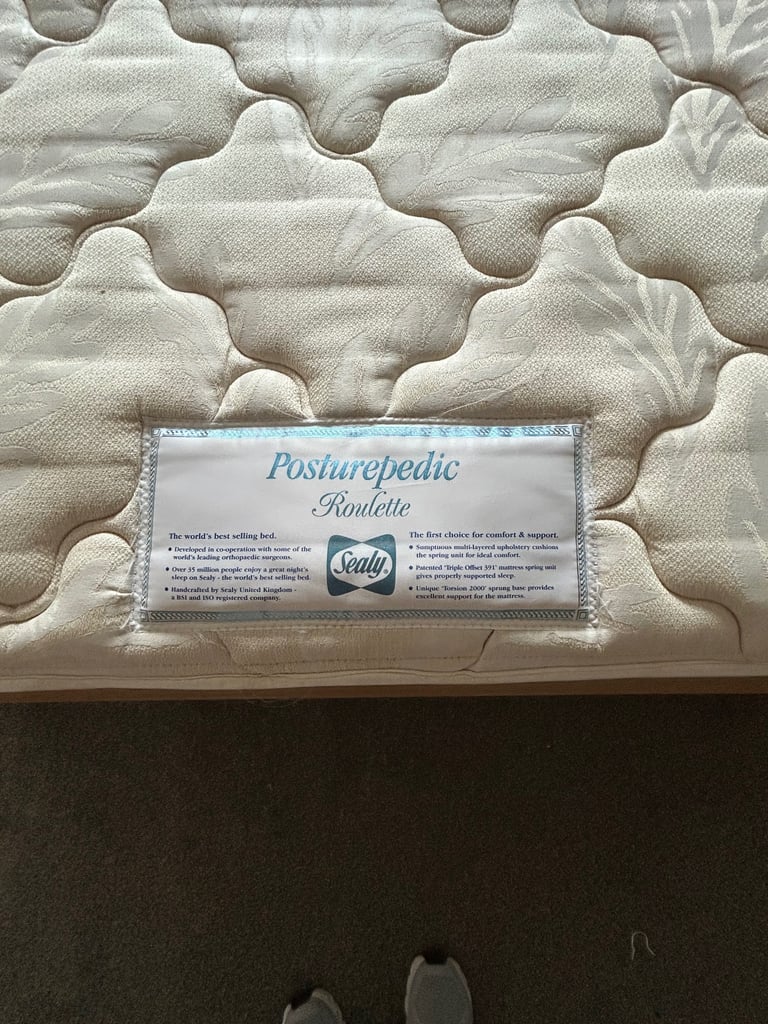 Posturepedic
Roulette
The world's best selling bed.
• Developed in co-operation with some of the
world's leading orthopaedic surgeons.
• Over 35 million people enjoy a great night's
sleep on Sealy - the world's best selling bed.
• Handcrafted by Sealy United Kingdom -
a BSI and ISO registered company.
Sealy
The first choice for comfort & support.
• Sumptuous multi-layered upholstery cushions
the spring unit for ideal comfort.
• Patented 'Triple Offset 391' mattress spring unit
gives properly supported sleep.
• Unique 'Torsion 2000' sprung base provides
excellent support for the mattress.